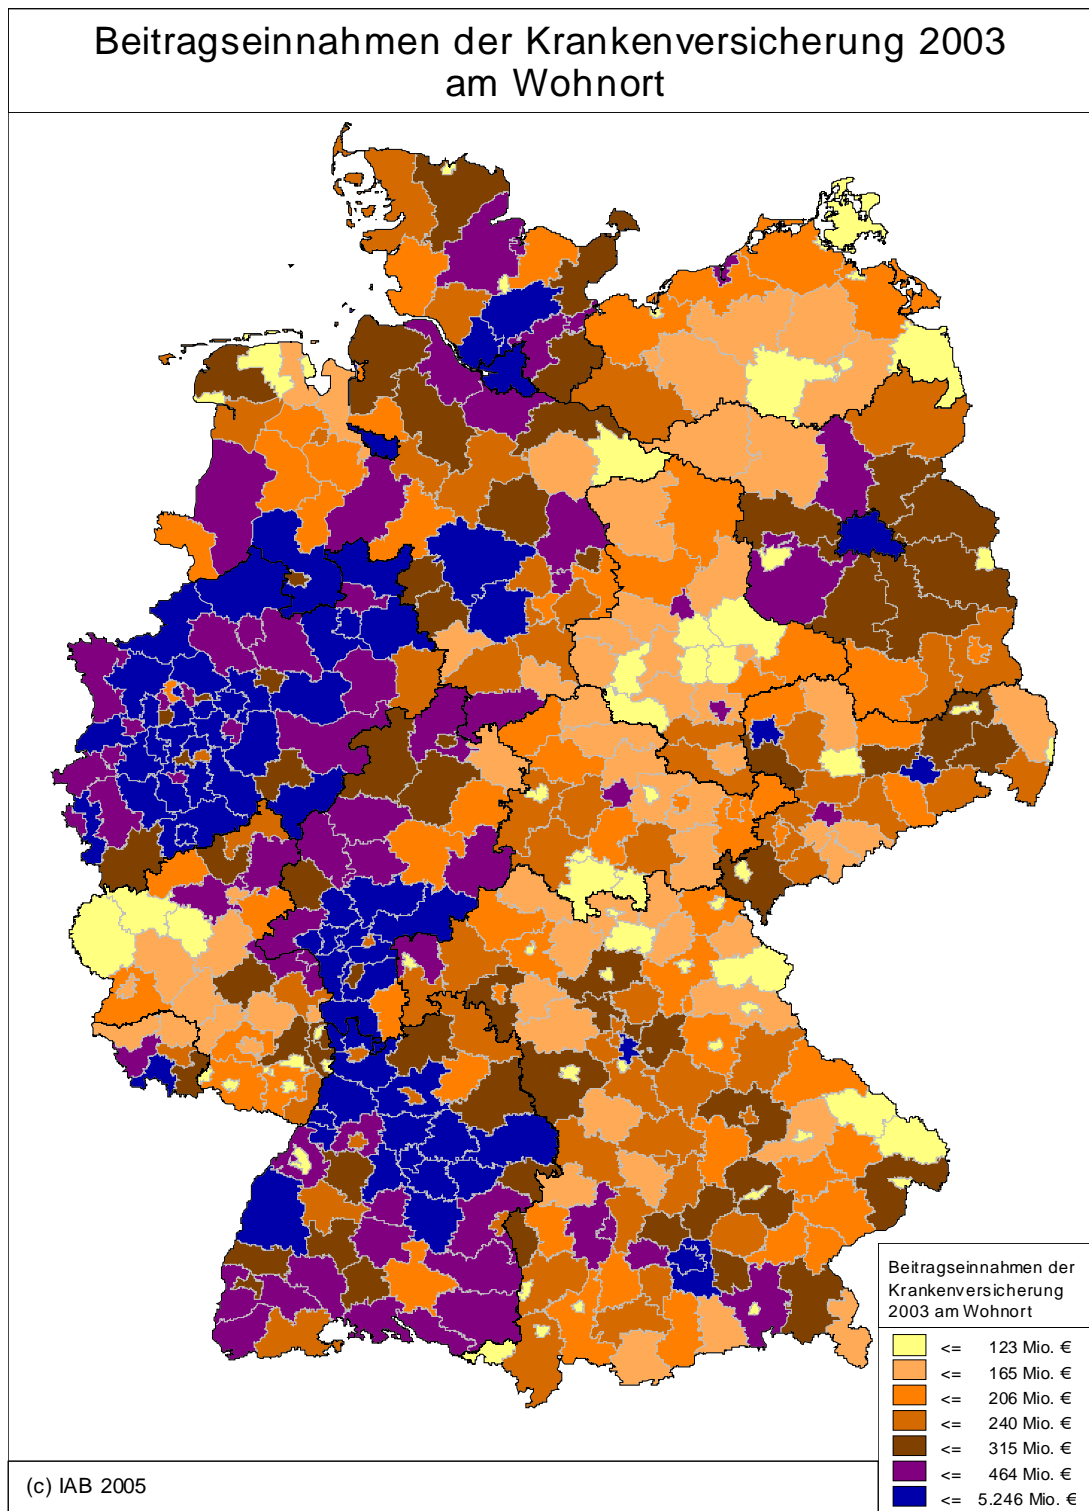 Beitragseinnahmen der Krankenversicherung 2003
am Wohnort
Beitragseinnahmen der
Krankenversicherung
2003 am Wohnort
<= 123 Mio. €
<= 165 Mio. €
<= 206 Mio. €
<= 240 Mio. €
<= 315 Mio. €
<= 464 Mio. €
<= 5.246 Mio. €
(c) IAB 2005